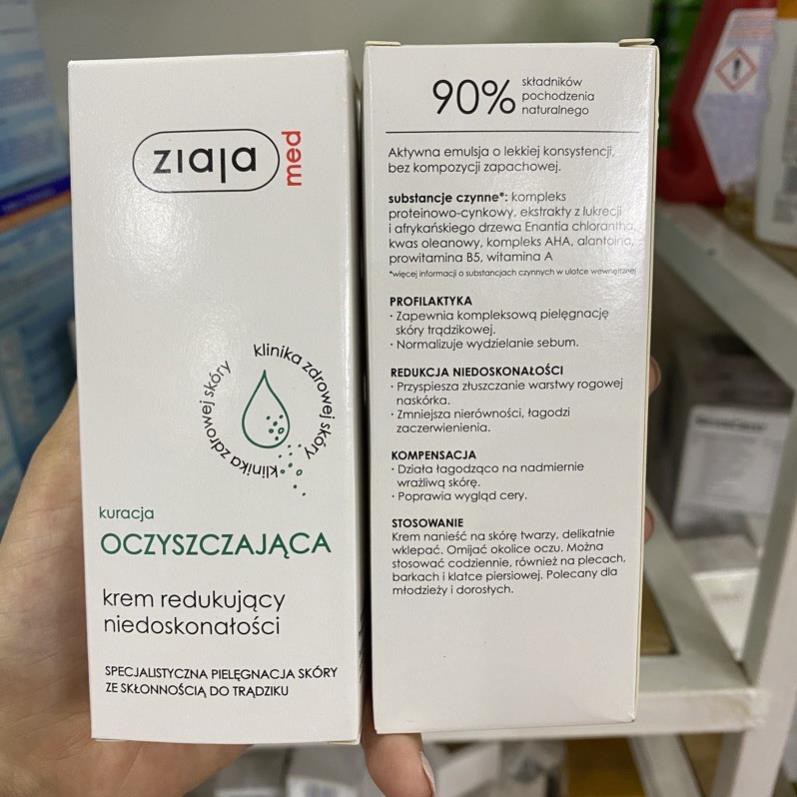 ziaja
med
klinika zdrowej skóry
klinika zdrowej skóry
kuracja
OCZYSZCZAJĄCA
krem redukujący
niedoskonałości
SPECJALISTYCZNA PIELĘGNACJA SKÓRY
ZE SKŁONNOŚCIĄ DO TRĄDZIKU
90% składników
pochodzenia
naturalnego
Aktywna emulsja o lekkiej konsystencji,
bez kompozycji zapachowej.
substancje czynne*: kompleks
proteinowo-cynkowy, ekstrakty z lukrecji
i afrykańskiego drzewa Enantia chlorantha,
kwas oleanowy, kompleks AHA, alantoina,
prowitamina B5, witamina A
*więcej informacji o substancjach czynnych w ulotce wewnętrznej
PROFILAKTYKA
· Zapewnia kompleksową pielęgnację
skóry trądzikowej.
· Normalizuje wydzielanie sebum.
REDUKCJA NIEDOSKONAŁOŚCI
· Przyspiesza złuszczanie warstwy rogowej
naskórka.
· Zmniejsza nierówności, łagodzi
zaczerwienienia.
KOMPENSACJA
· Działa łagodząco na nadmiernie
wrażliwą skórę.
· Poprawia wygląd cery.
STOSOWANIE
Krem nanieść na skórę twarzy, delikatnie
wklepać. Omijać okolice oczu. Można
stosować codziennie, również na plecach,
barkach i klatce piersiowej. Polecany dla
młodzieży i dorosłych.